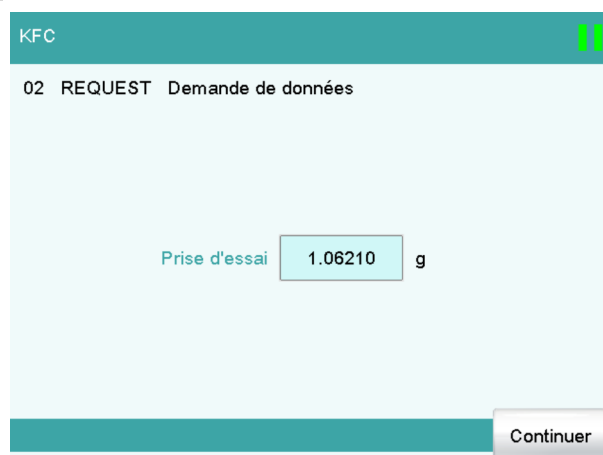 KFC
02 REQUEST Demande de données
Prise d'essai 1.06210 g
Continuer